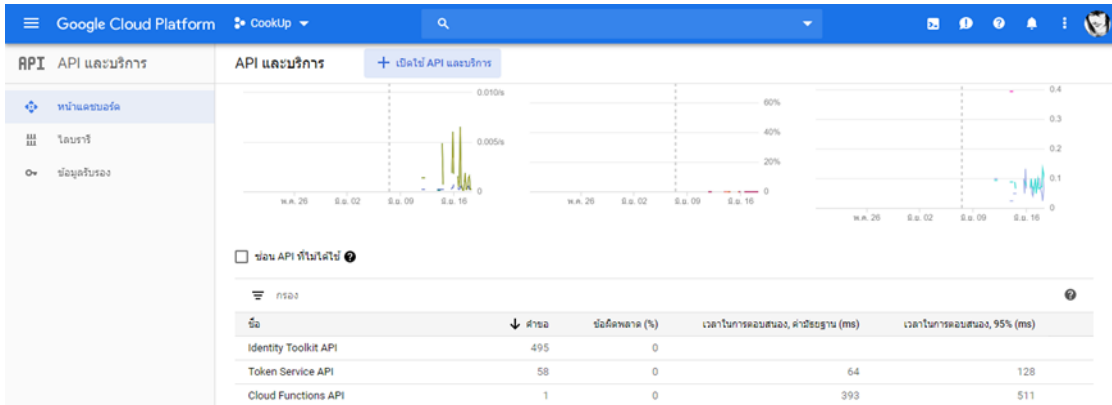 Google Cloud Platform CookUp
API API และบริการ
API และบริการ + เปิดใช้ API และบริการ
หน้าแดชบอร์ด
ไลบรารี
ข้อมูลรับรอง
0.010/s
0.005/s
0
พ.ค. 26 มิ.ย. 02 มิ.ย. 09 มิ.ย. 16
60%
40%
20%
0
พ.ค. 26 มิ.ย. 02 มิ.ย. 09 มิ.ย. 16
0.4
0.3
0.2
0.1
0
พ.ค. 26 มิ.ย. 02 มิ.ย. 09 มิ.ย. 16
ซ่อน API ที่ไม่ได้ใช้
กรอง
ชื่อ คำขอ ข้อผิดพลาด (%) เวลาในการตอบสนอง, ค่ามัธยฐาน (ms) เวลาในการตอบสนอง, 95% (ms)
Identity Toolkit API 495 0
Token Service API 58 0 64 128
Cloud Functions API 1 0 393 511